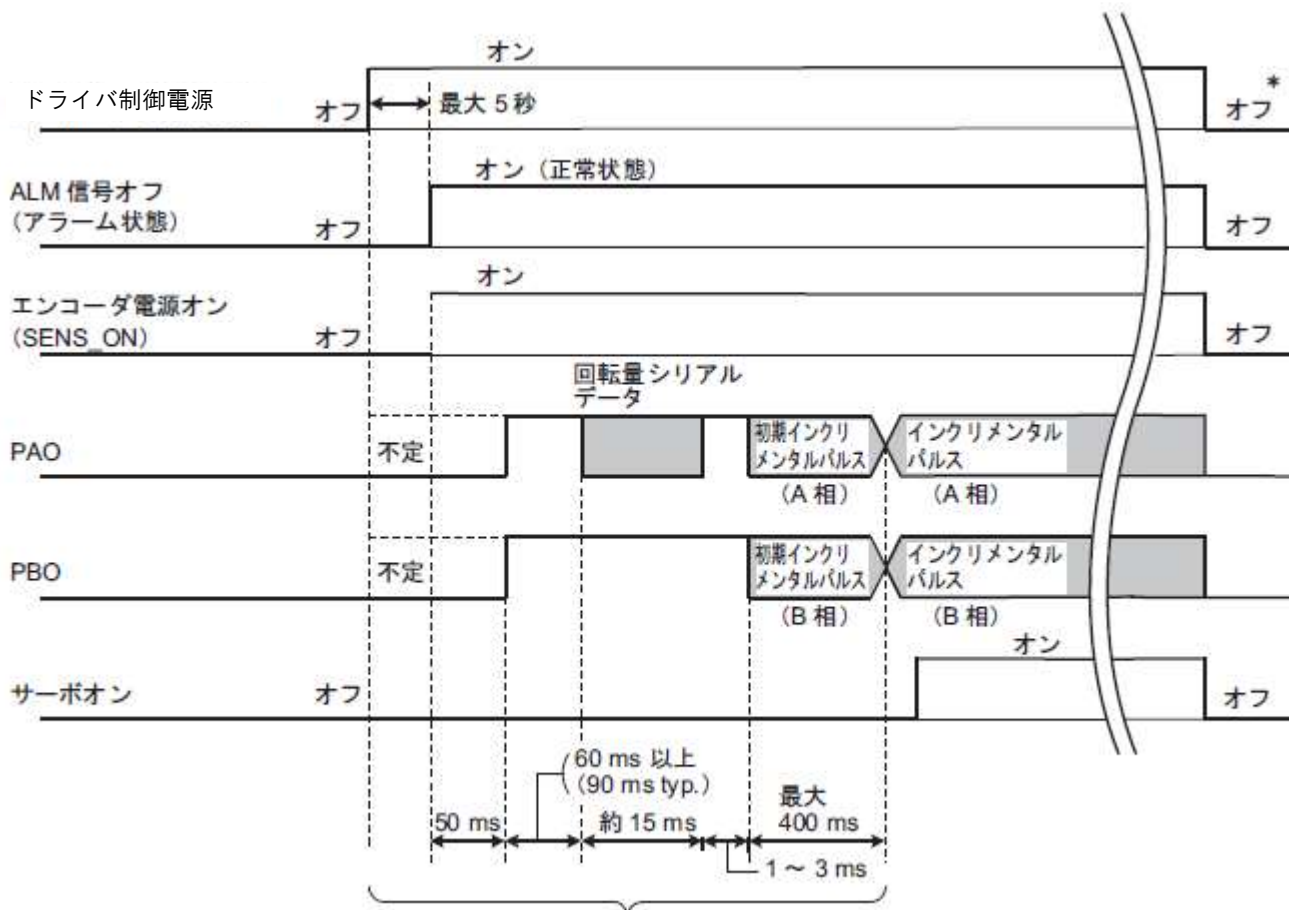 オン
ドライバ制御電源
オフ
最大 5 秒
オフ
*
ALM 信号オフ
(アラーム状態)
オフ
オン (正常状態)
オフ
エンコーダ電源オン
(SENS_ON)
オフ
オン
オフ
回転量シリアル
データ
PAO
不定
初期インクリ
メンタルパルス
(A 相)
インクリメンタル
パルス
(A 相)
PBO
不定
初期インクリ
メンタルパルス
(B 相)
インクリメンタル
パルス
(B 相)
サーボオン
オフ
オン
オフ
50 ms
60 ms 以上
(90 ms typ.)
約 15 ms
1 ~ 3 ms
最大
400 ms